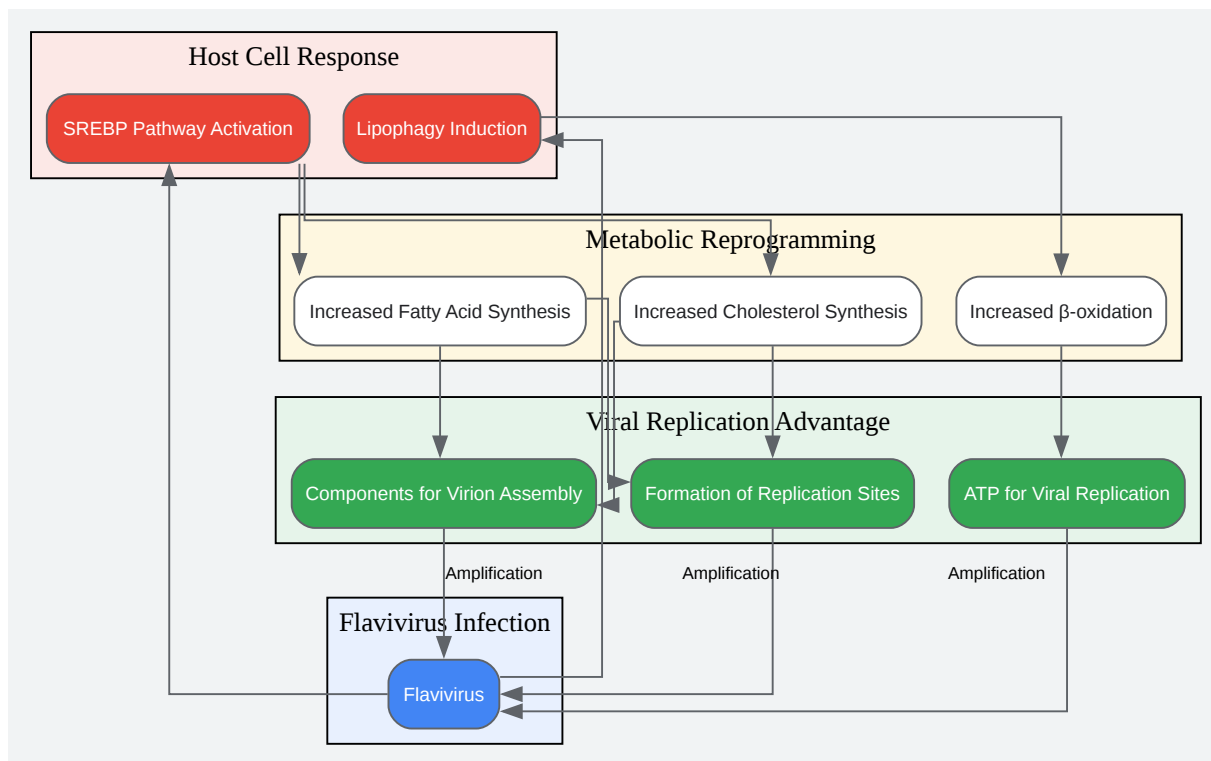 Host Cell Response
SREBP Pathway Activation
Lipophagy Induction
Metabolic Reprogramming
Increased Fatty Acid Synthesis
Increased Cholesterol Synthesis
Increased β-oxidation
Viral Replication Advantage
Components for Virion Assembly
Formation of Replication Sites
ATP for Viral Replication
Amplification
Amplification
Amplification
Flavivirus Infection
Flavivirus